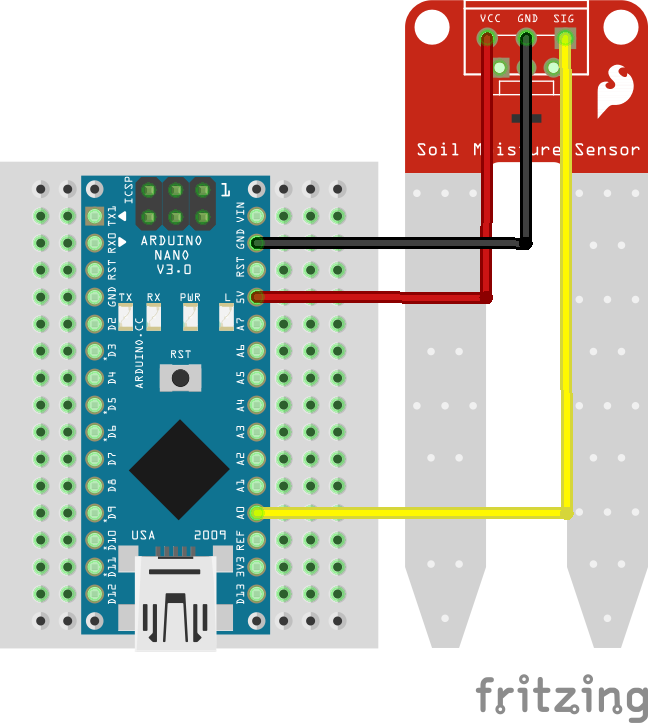 VCC GND SIG
Soil Moisture Sensor
ICSP
1
ARDUINO
NANO
V3.0
TX RX PWR L
ARDUINO.CC
RST
USA 2009
TX1
RX0
RST
GND
D2
D3
D4
D5
D6
D7
D8
D9
D10
D11
D12
VIN
GND
RST
5V
A7
A6
A5
A4
A3
A2
A1
A0
REF
3V3
D13
fritzing